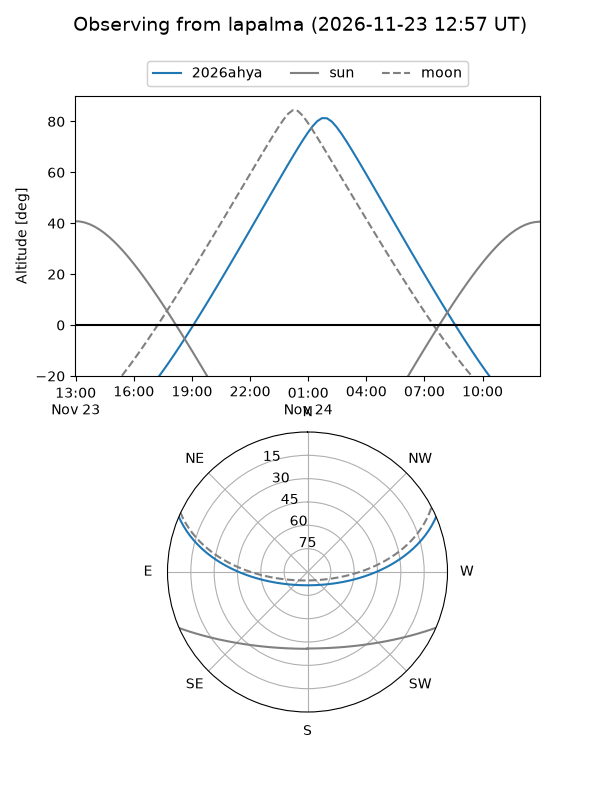 Observing from lapalma (2026-11-23 12:57 UT)
2026ahya sun moon
Altitude [deg]
80
60
40
20
0
−20
13:00 16:00 19:00 22:00 01:00 04:00 07:00 10:00
Nov 23 Nov 24
N
NE NW
15
30
45
60
75
E W
SE SW
S